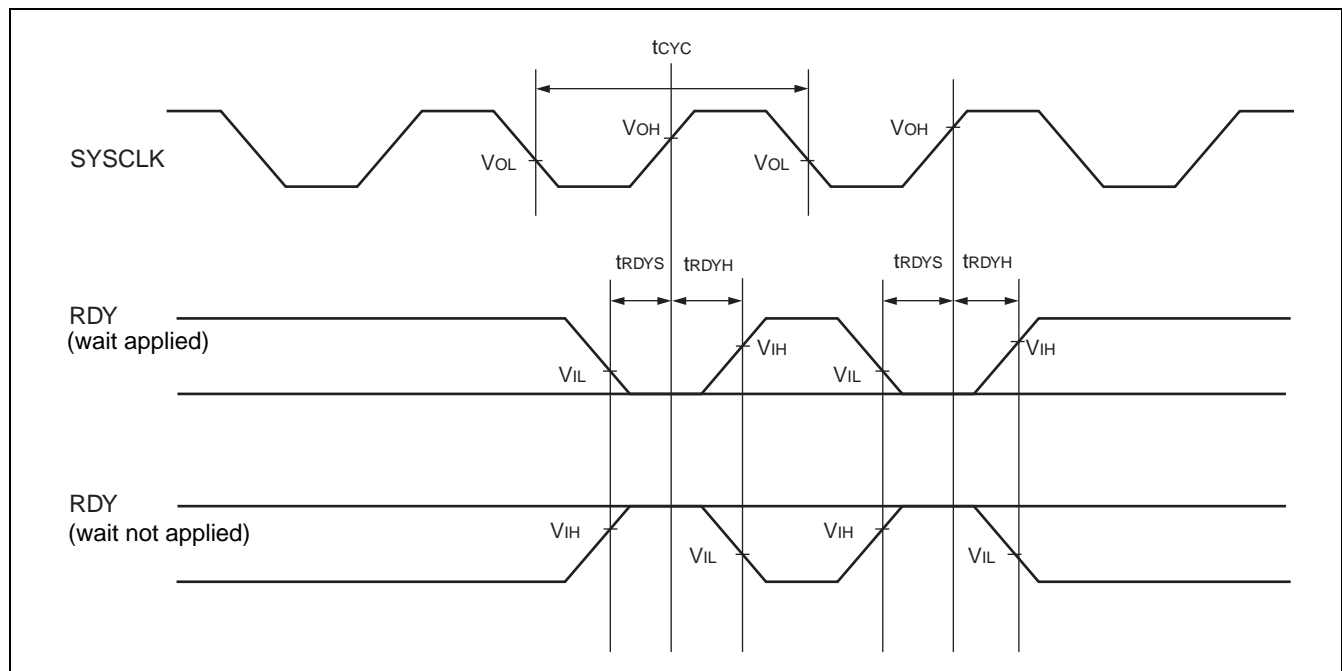 tCYC
VOH
VOH
SYSCLK
VOL
VOL
tRDYS tRDYH tRDYS tRDYH
RDY
(wait applied)
VIH
VIH
VIL
VIL
RDY
(wait not applied)
VIH
VIH
VIL
VIL